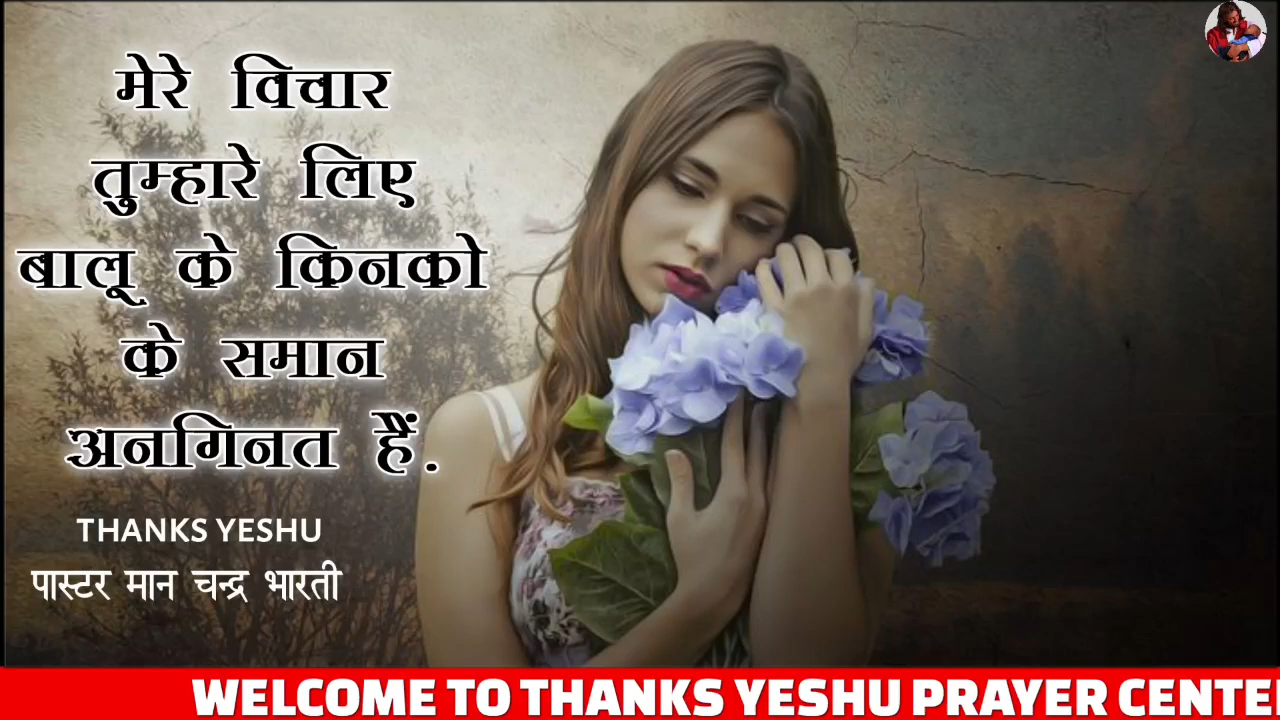 मेरे विचार
तुम्हारे लिए
बालू के किनको
के समान
अनगिनत हैं.
THANKS YESHU
पास्टर मान चन्द्र भारती
WELCOME TO THANKS YESHU PRAYER CENTE